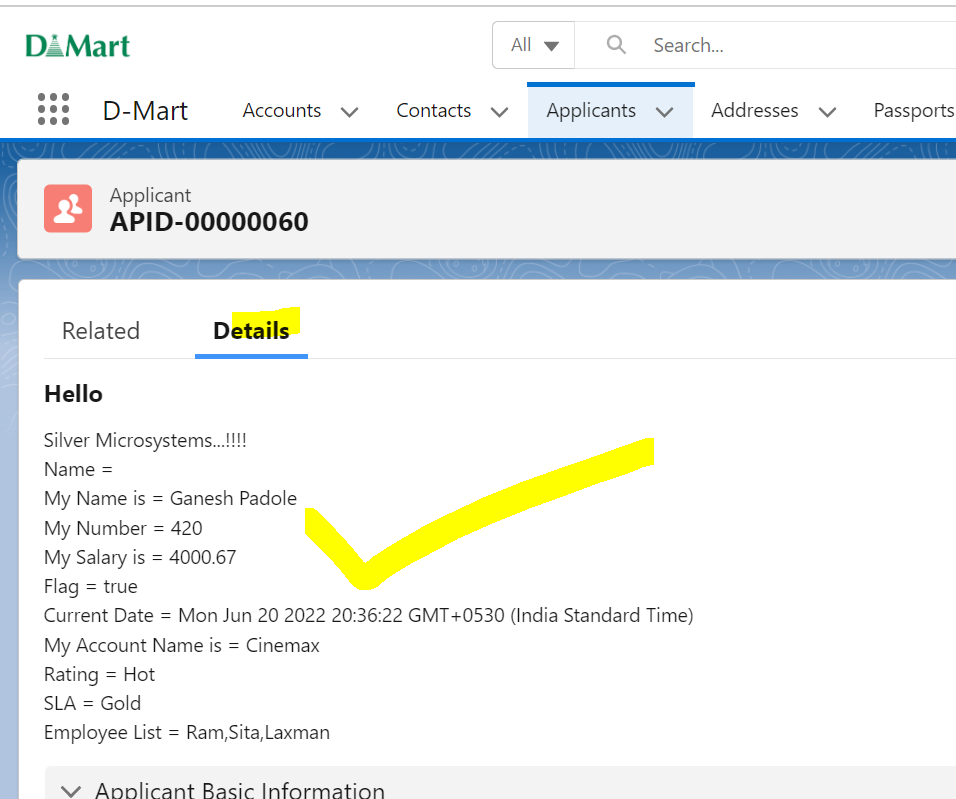 D Mart
All
Search...
D-Mart
Accounts
Contacts
Applicants
Addresses
Passports
Applicant
APID-00000060
Related
Details
Hello
Silver Microsystems...!!!!
Name =
My Name is = Ganesh Padole
My Number = 420
My Salary is = 4000.67
Flag = true
Current Date = Mon Jun 20 2022 20:36:22 GMT+0530 (India Standard Time)
My Account Name is = Cinemax
Rating = Hot
SLA = Gold
Employee List = Ram,Sita,Laxman
Applicant Basic Information